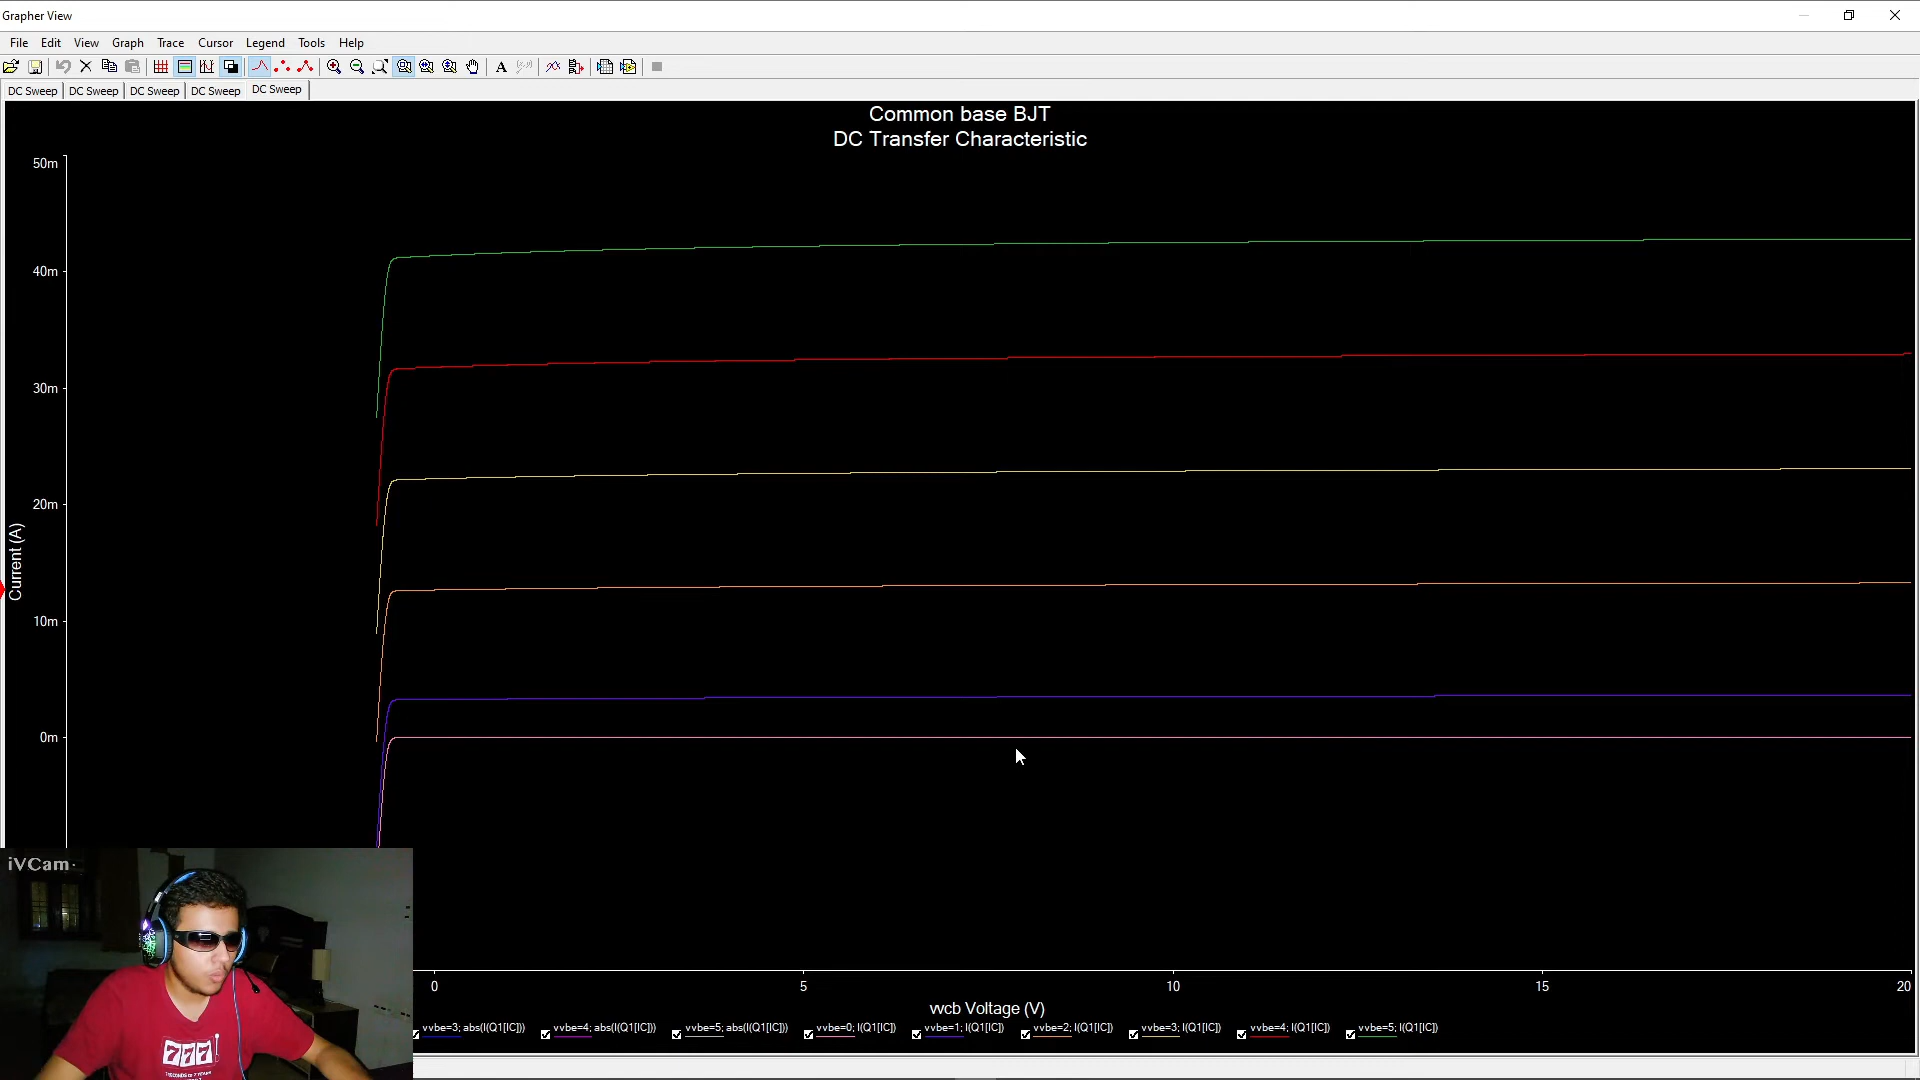 Grapher View
File Edit View Graph Trace Cursor Legend Tools Help
A
DC Sweep DC Sweep DC Sweep DC Sweep DC Sweep
Common base BJT
DC Transfer Characteristic
50m
40m
30m
20m
10m
0m
Current (A)
0 5 10 15 20
vvcb Voltage (V)
vvbe=3; abs(I(Q1[IC])) vvbe=4; abs(I(Q1[IC])) vvbe=5; abs(I(Q1[IC])) vvbe=0; I(Q1[IC]) vvbe=1; I(Q1[IC]) vvbe=2; I(Q1[IC]) vvbe=3; I(Q1[IC]) vvbe=4; I(Q1[IC]) vvbe=5; I(Q1[IC])
iVCam
777